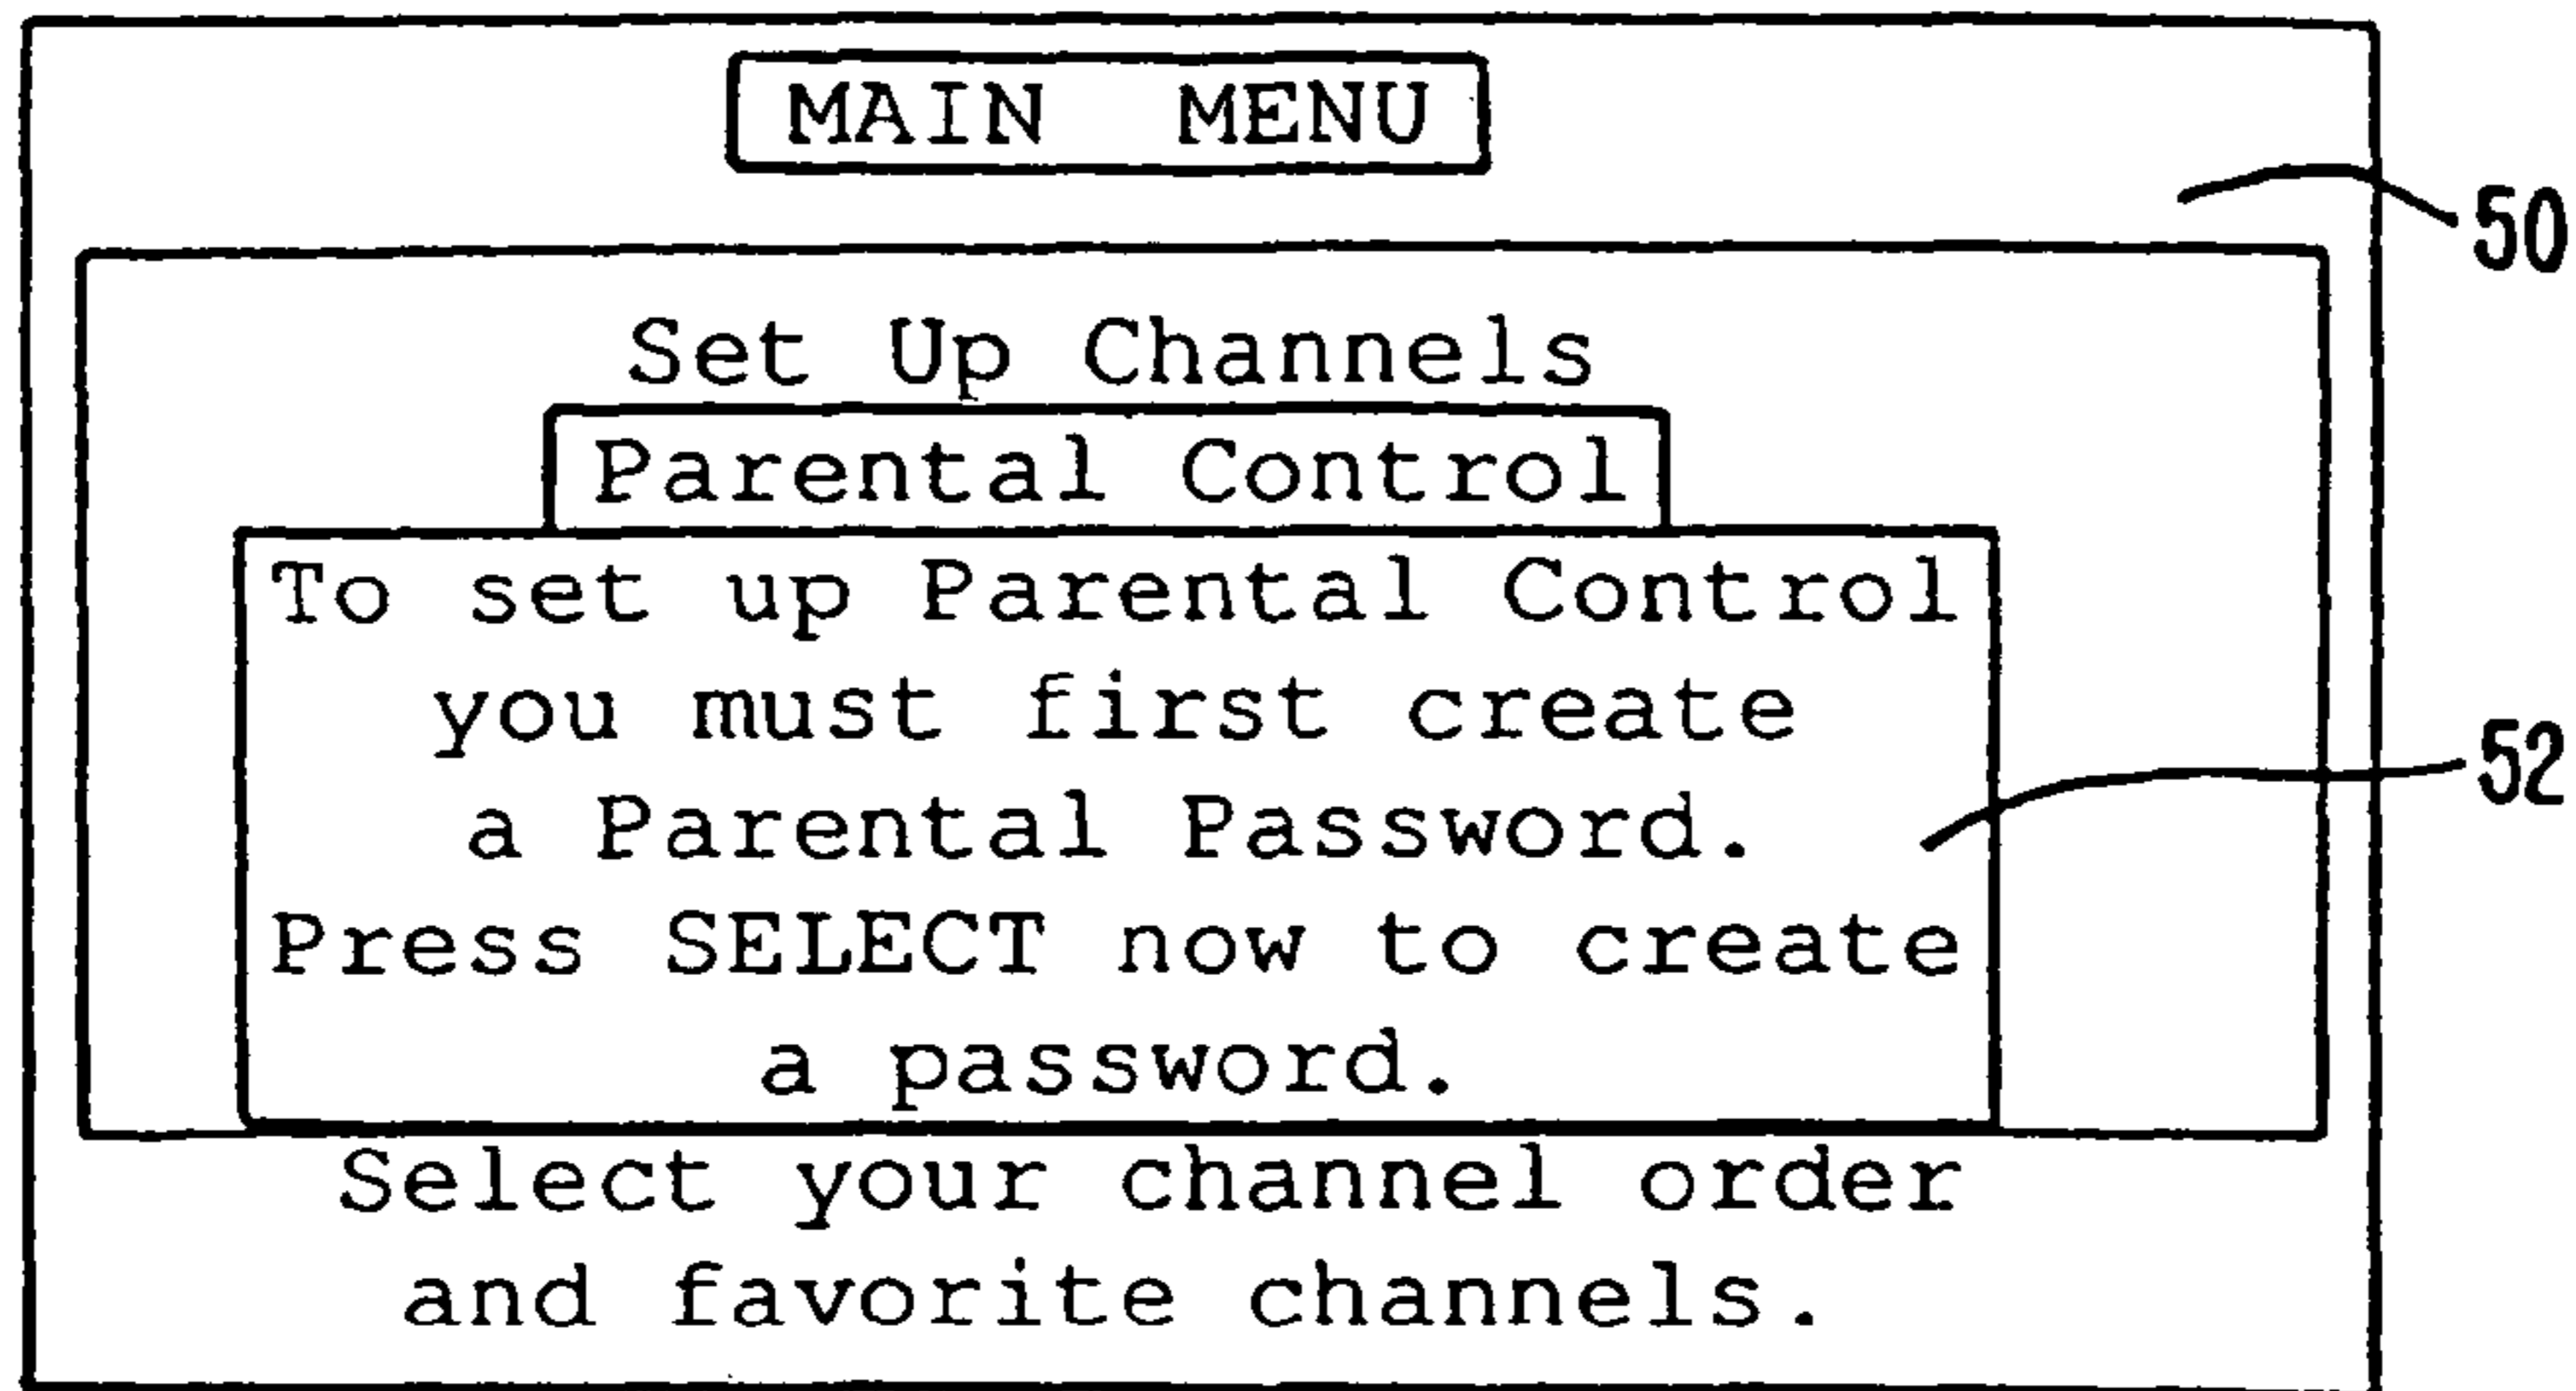 MAIN MENU
50
Set Up Channels
Parental Control
To set up Parental Control
you must first create
a Parental Password.
52
Press SELECT now to create
a password.
Select your channel order
and favorite channels.